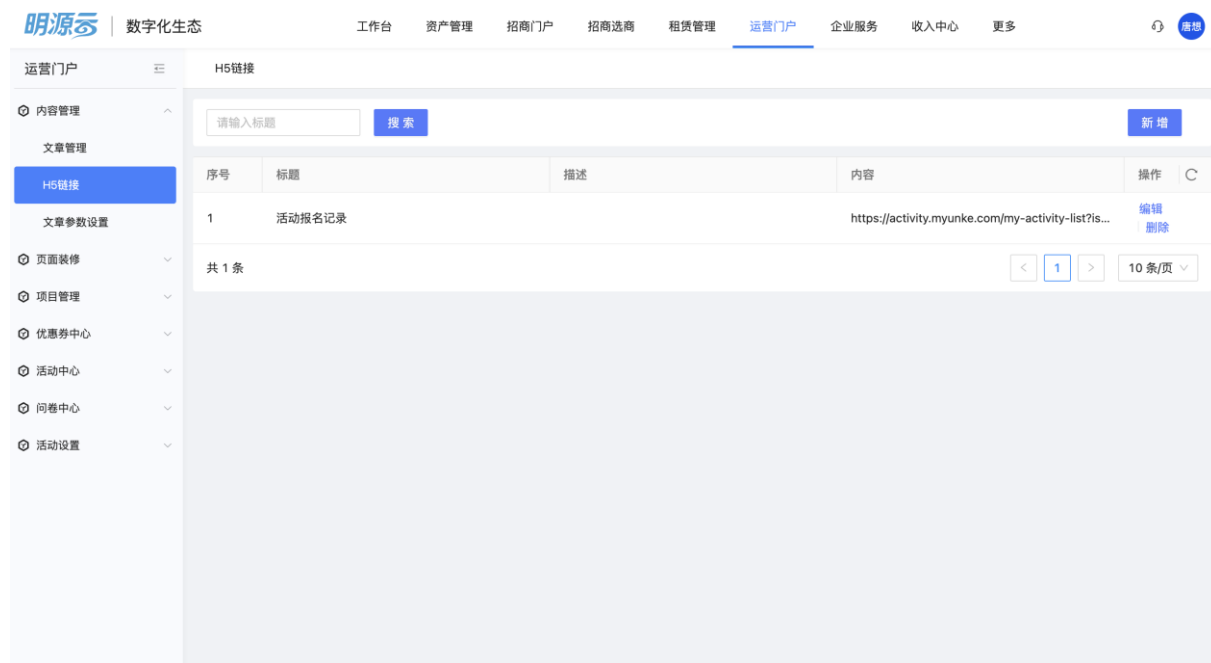 明源云 数字化生态 工作台 资产管理 招商门户 招商选商 租赁管理 运营门户 企业服务 收入中心 更多 唐想
运营门户
H5链接
内容管理
文章管理
H5链接
文章参数设置
页面装修
项目管理
优惠券中心
活动中心
问卷中心
活动设置
请输入标题 搜索 新增
序号 标题 描述 内容 操作
1 活动报名记录 https://activity.myunke.com/my-activity-list?is... 编辑
删除
共 1 条 < 1 > 10 条/页